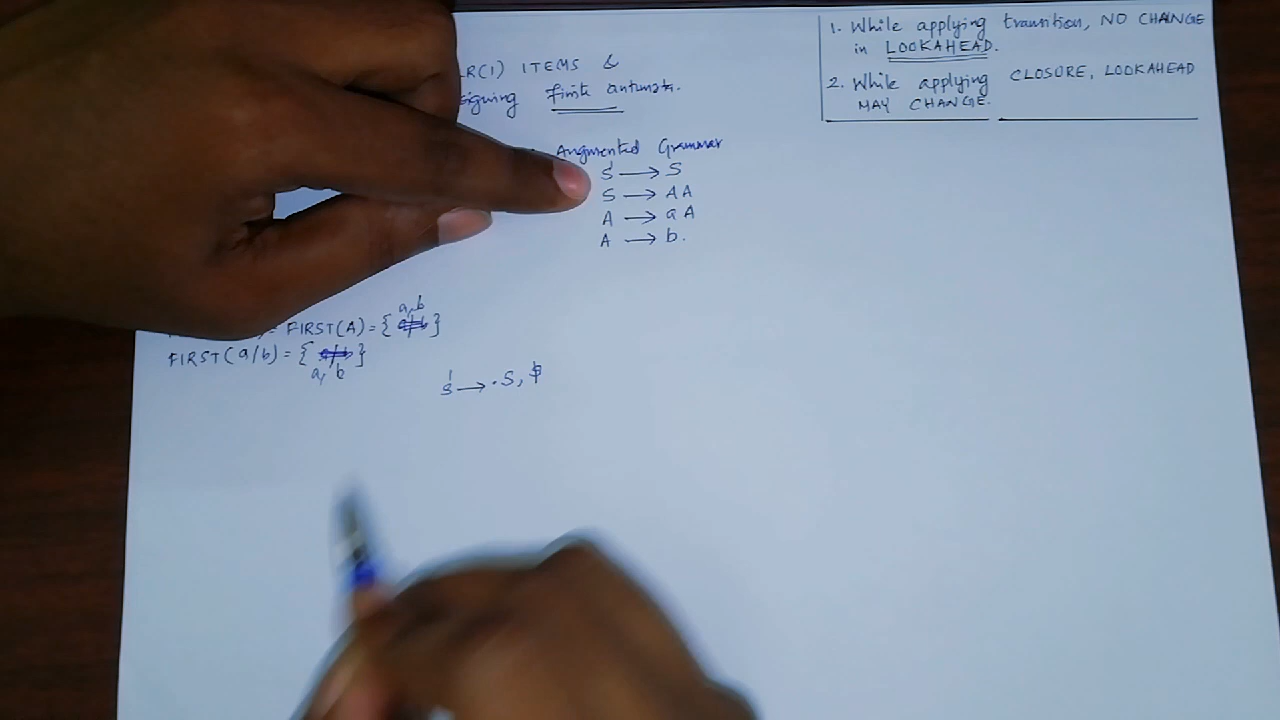 LR(1) ITEMS &
finite automata.
Augmented Grammar
S' → S
S → AA
A → aA
A → b.
1. While applying transition, NO CHANGE
in LOOKAHEAD.
2. While applying CLOSURE, LOOKAHEAD
MAY CHANGE.
a, b
FIRST(A) = { }
FIRST(a/b) = { }
a, b
S' → .S, $